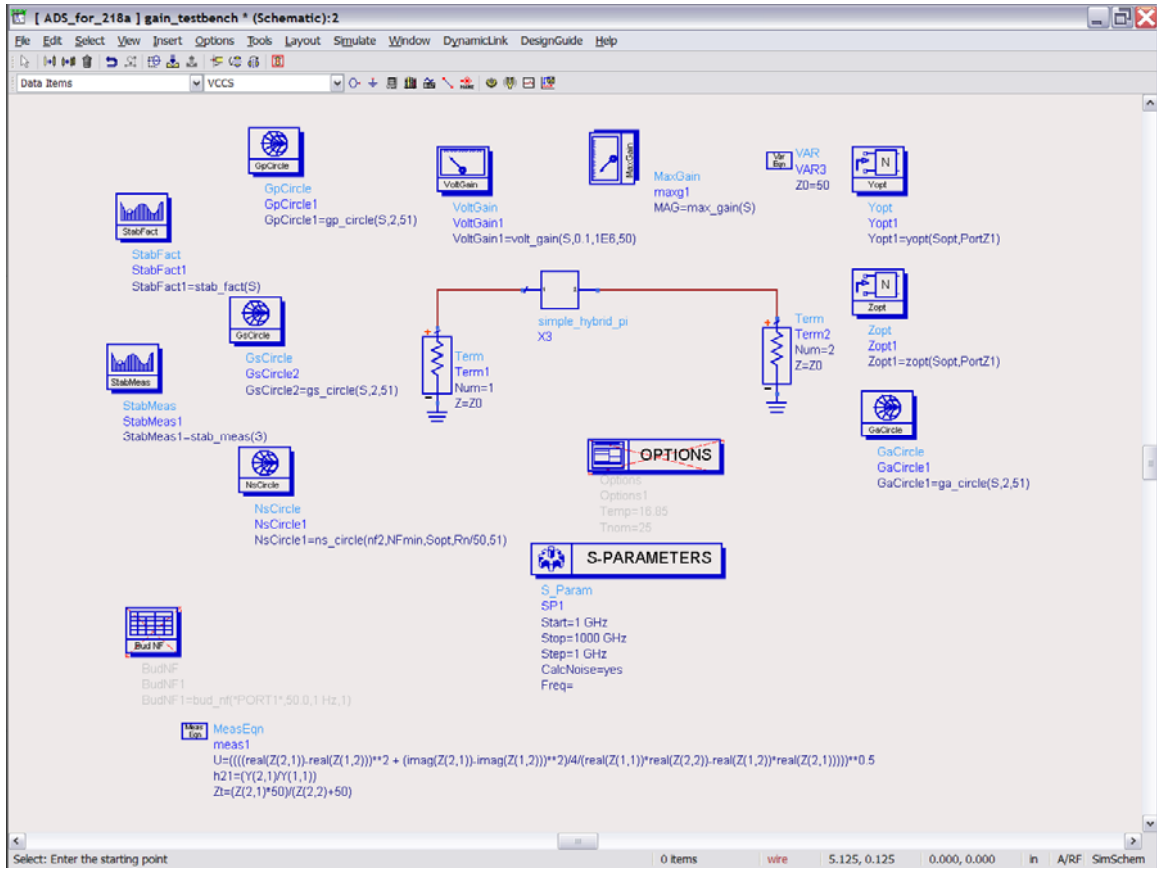 [ ADS_for_218a ] gain_testbench * (Schematic):2
File Edit Select View Insert Options Tools Layout Simulate Window DynamicLink DesignGuide Help
Data Items VCCS
GpCircle
GpCircle
GpCircle1
GpCircle1=gp_circle(S,2,51)
VoltGain
VoltGain
VoltGain1
VoltGain1=volt_gain(S,0.1,1E6,50)
MaxGain
MaxGain
maxg1
MAG=max_gain(S)
Var
Eqn
VAR
VAR3
Z0=50
N
Yopt
Yopt
Yopt1
Yopt1=yopt(Sopt,PortZ1)
StabFact
StabFact
StabFact1
StabFact1=stab_fact(S)
GsCircle
GsCircle
GsCircle2
GsCircle2=gs_circle(S,2,51)
simple_hybrid_pi
X3
Term
Term1
Num=1
Z=Z0
Term
Term2
Num=2
Z=Z0
N
Zopt
Zopt
Zopt1
Zopt1=zopt(Sopt,PortZ1)
StabMeas
StabMeas
StabMeas1
StabMeas1=stab_meas(S)
GaCircle
GaCircle
GaCircle1
GaCircle1=ga_circle(S,2,51)
NsCircle
NsCircle
NsCircle1
NsCircle1=ns_circle(nf2,NFmin,Sopt,Rn/50,51)
OPTIONS
Options
Options1
Temp=16.85
Tnom=25
S-PARAMETERS
S_Param
SP1
Start=1 GHz
Stop=1000 GHz
Step=1 GHz
CalcNoise=yes
Freq=
Bud NF
BudNF
BudNF1
BudNF1=bud_nf("PORT1",50.0,1 Hz,1)
Meas
Eqn
MeasEqn
meas1
U=((((real(Z(2,1))-real(Z(1,2)))**2 + (imag(Z(2,1))-imag(Z(1,2)))**2)/4/(real(Z(1,1))*real(Z(2,2))-real(Z(1,2))*real(Z(2,1)))))**0.5
h21=(Y(2,1)/Y(1,1))
Zt=(Z(2,1)*50)/(Z(2,2)+50)
Select: Enter the starting point 0 items wire 5.125, 0.125 0.000, 0.000 in A/RF SimSchem